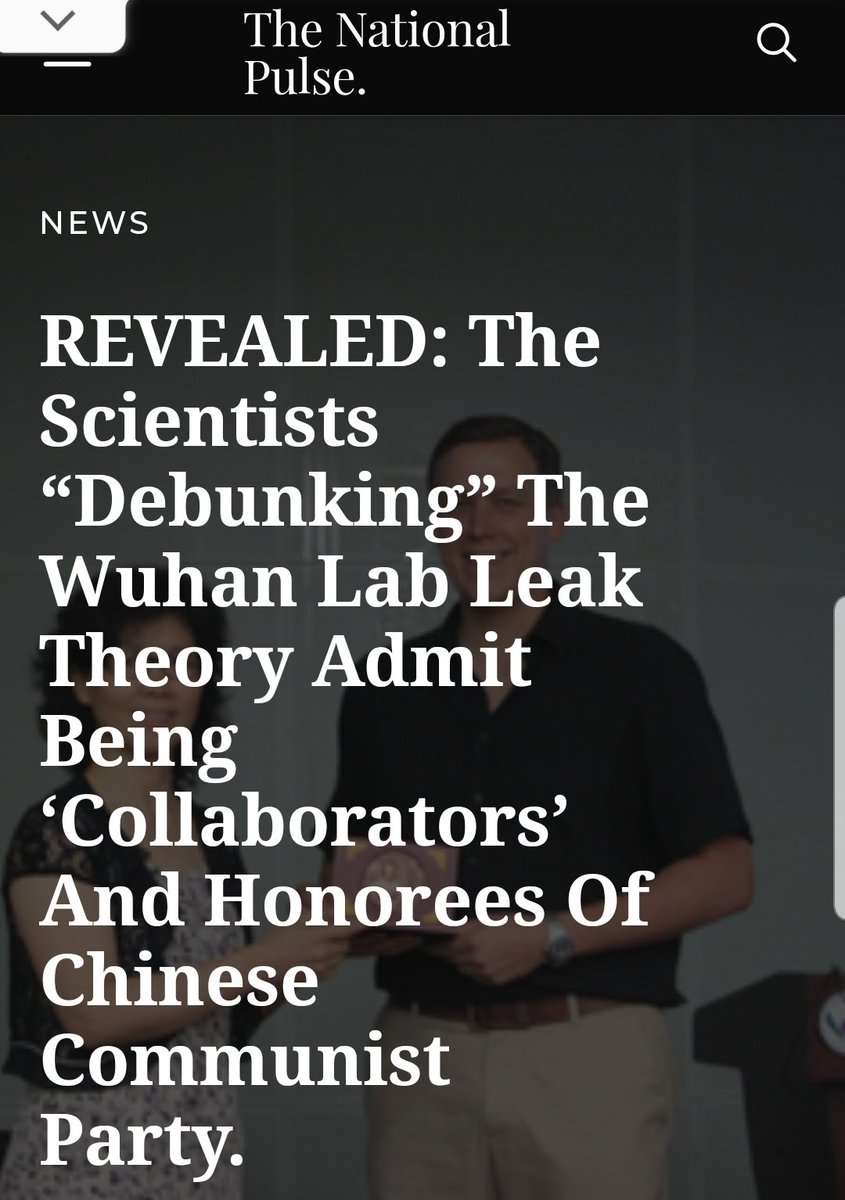 The National
Pulse.
NEWS
REVEALED: The
Scientists
“Debunking” The
Wuhan Lab Leak
Theory Admit
Being
‘Collaborators’
And Honorees Of
Chinese
Communist
Party.